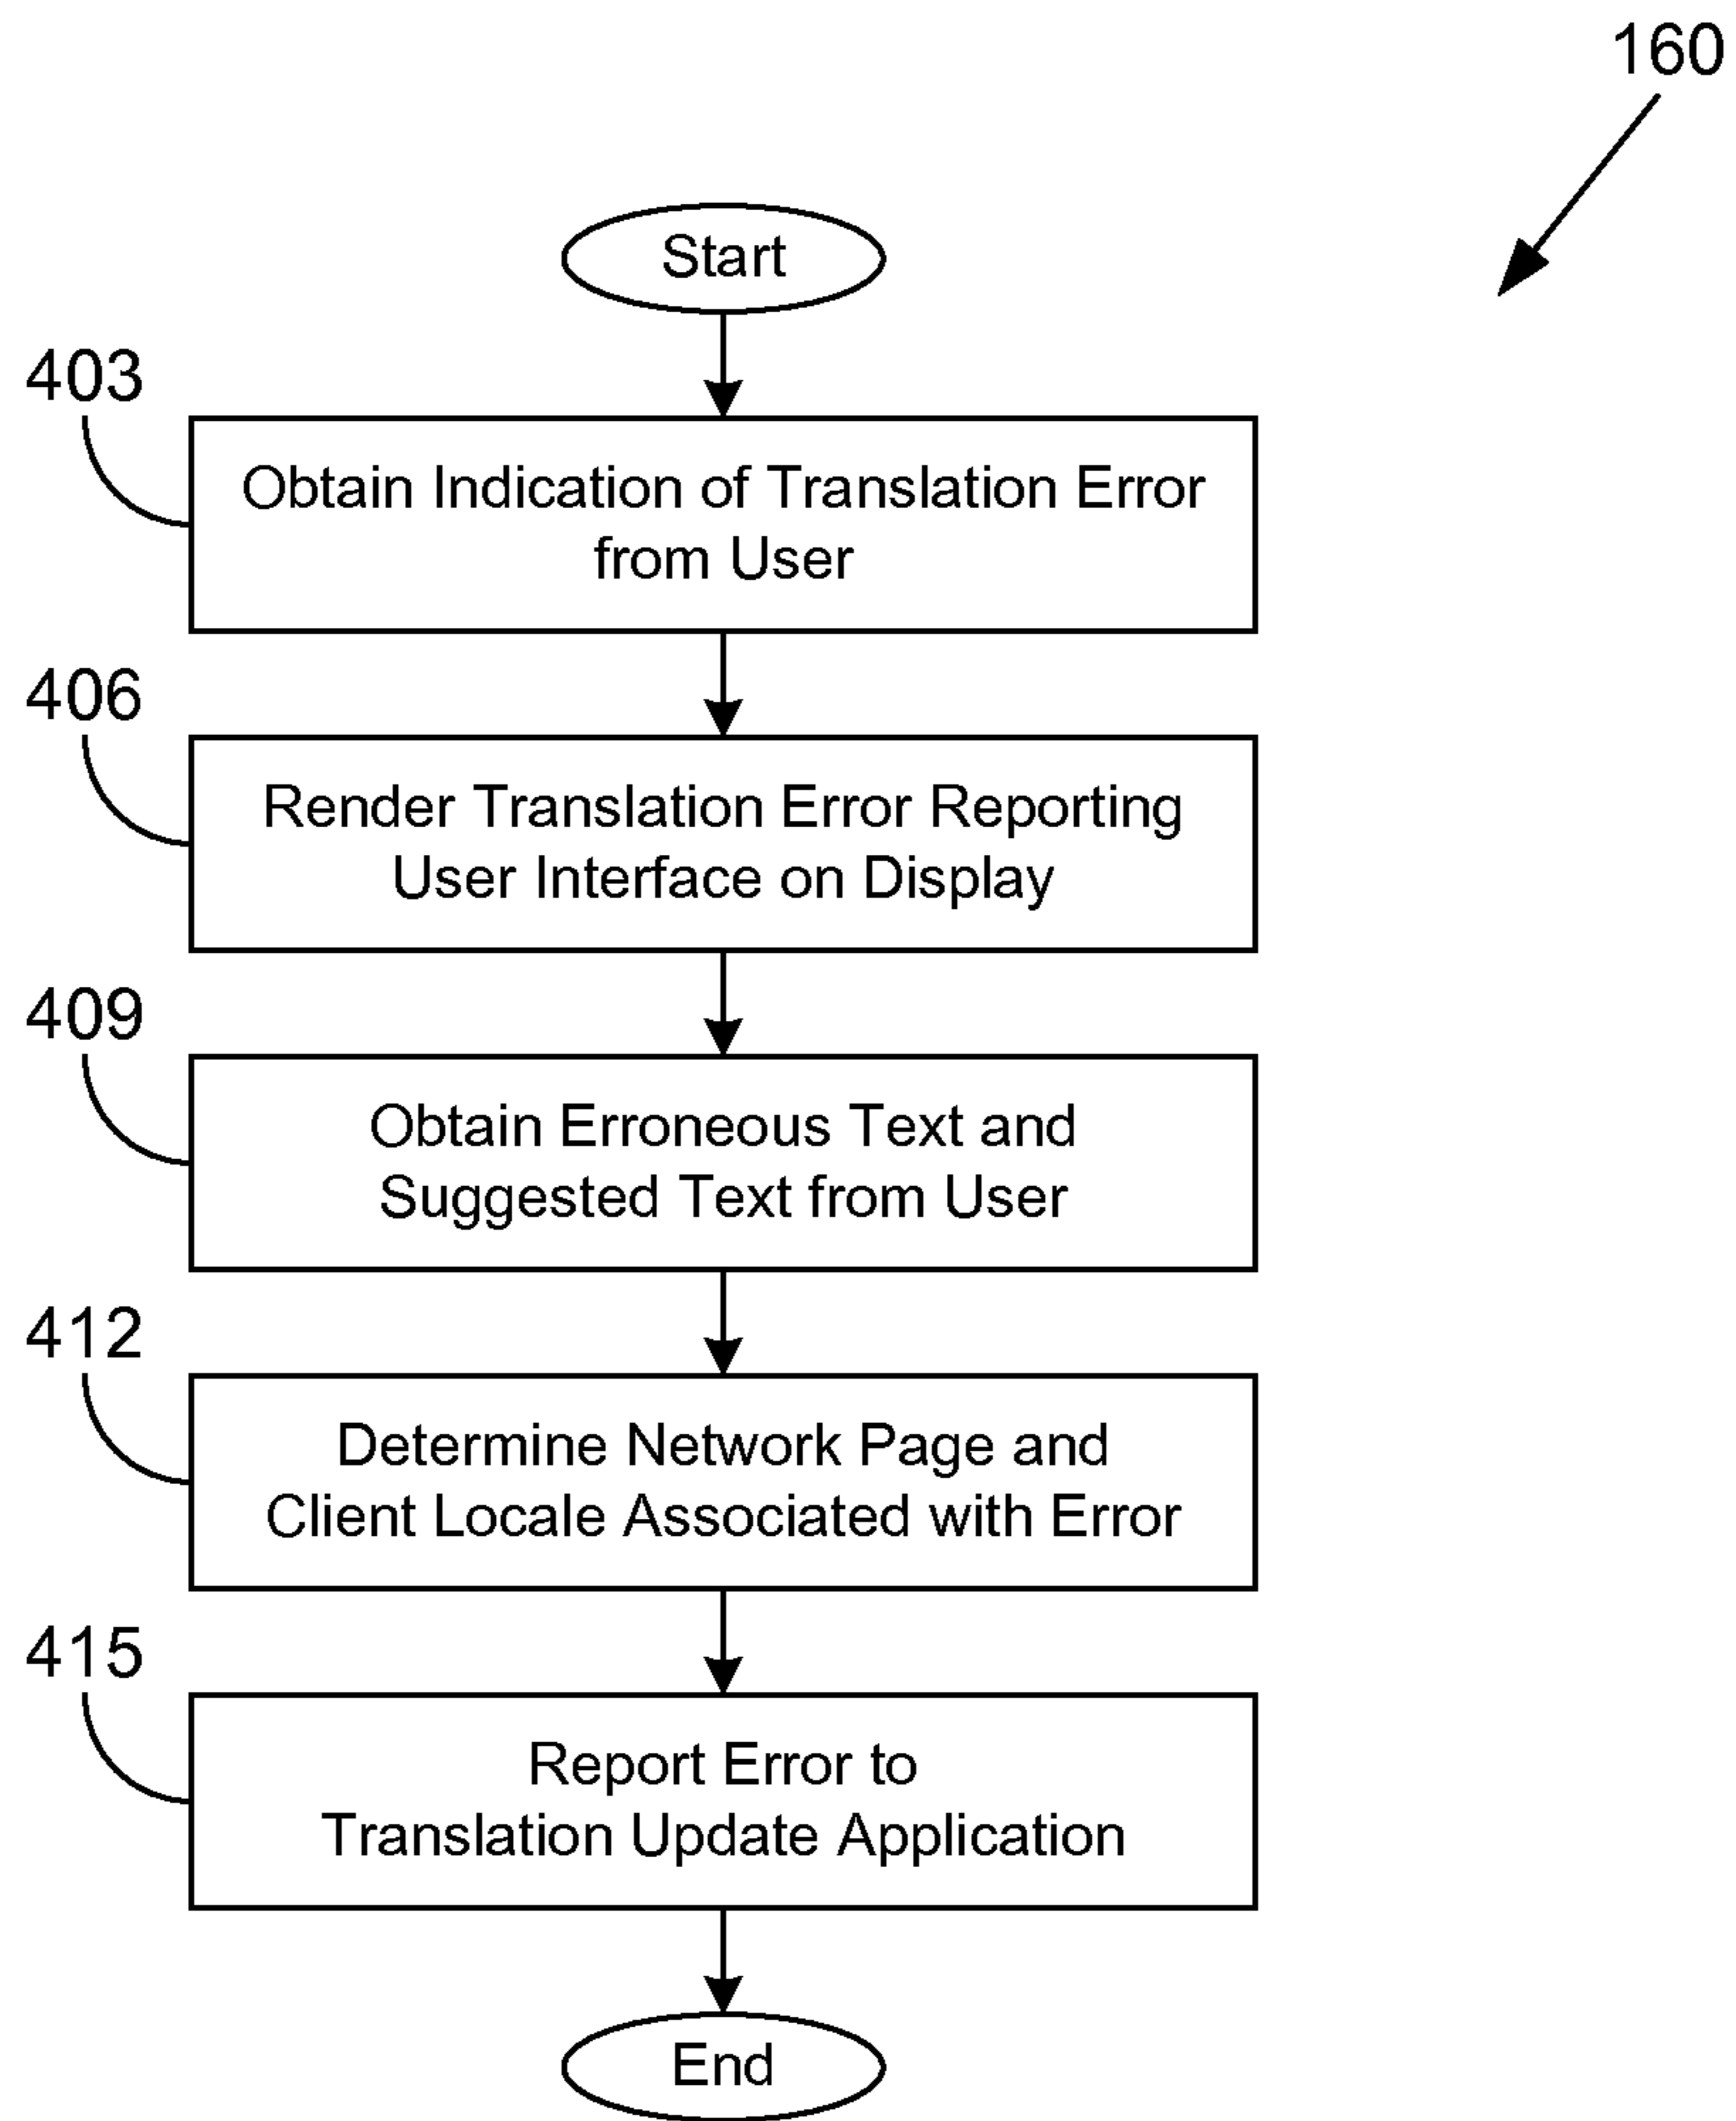 160
Start
403
Obtain Indication of Translation Error
from User
406
Render Translation Error Reporting
User Interface on Display
409
Obtain Erroneous Text and
Suggested Text from User
412
Determine Network Page and
Client Locale Associated with Error
415
Report Error to
Translation Update Application
End